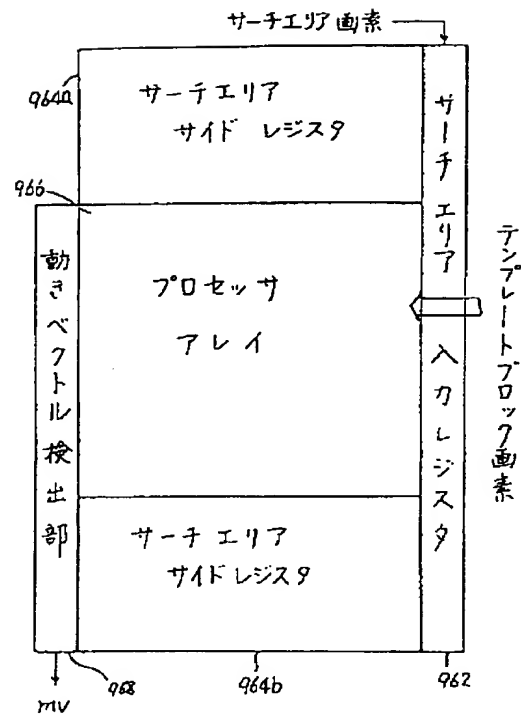 サーチエリア画素
964a
サーチエリア
サイド レジスタ
966
サーチ エリア 入力レジスタ
テンプレートブロック画素
動きベクトル検出部
プロセッサ
アレイ
サーチ エリア
サイド レジスタ
mv
968
964b
962